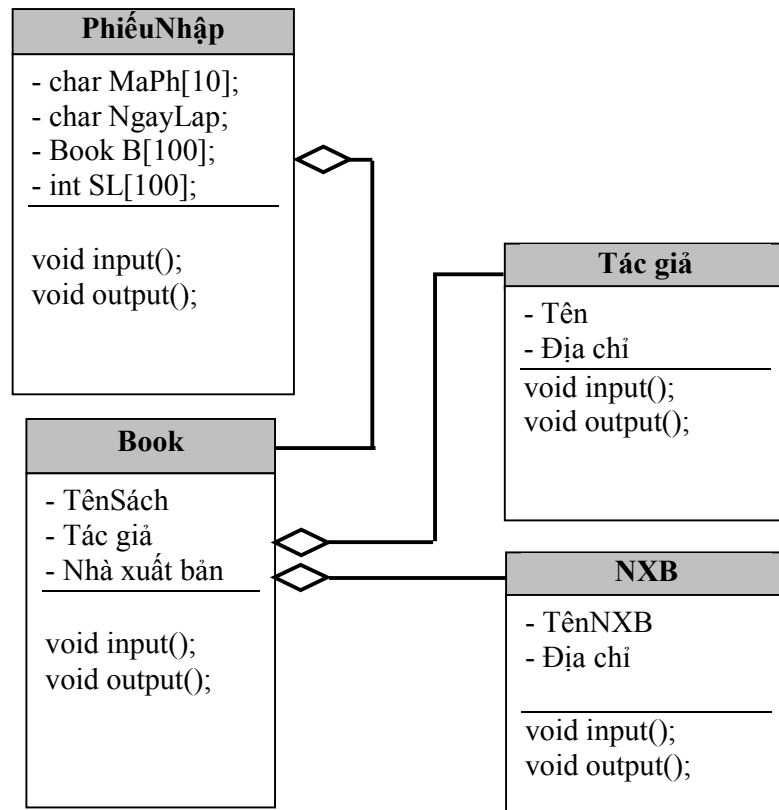 PhiếuNhập
- char MaPh[10];
- char NgayLap;
- Book B[100];
- int SL[100];
void input();
void output();
Tác giả
- Tên
- Địa chỉ
void input();
void output();
Book
- TênSách
- Tác giả
- Nhà xuất bản
void input();
void output();
NXB
- TênNXB
- Địa chỉ
void input();
void output();